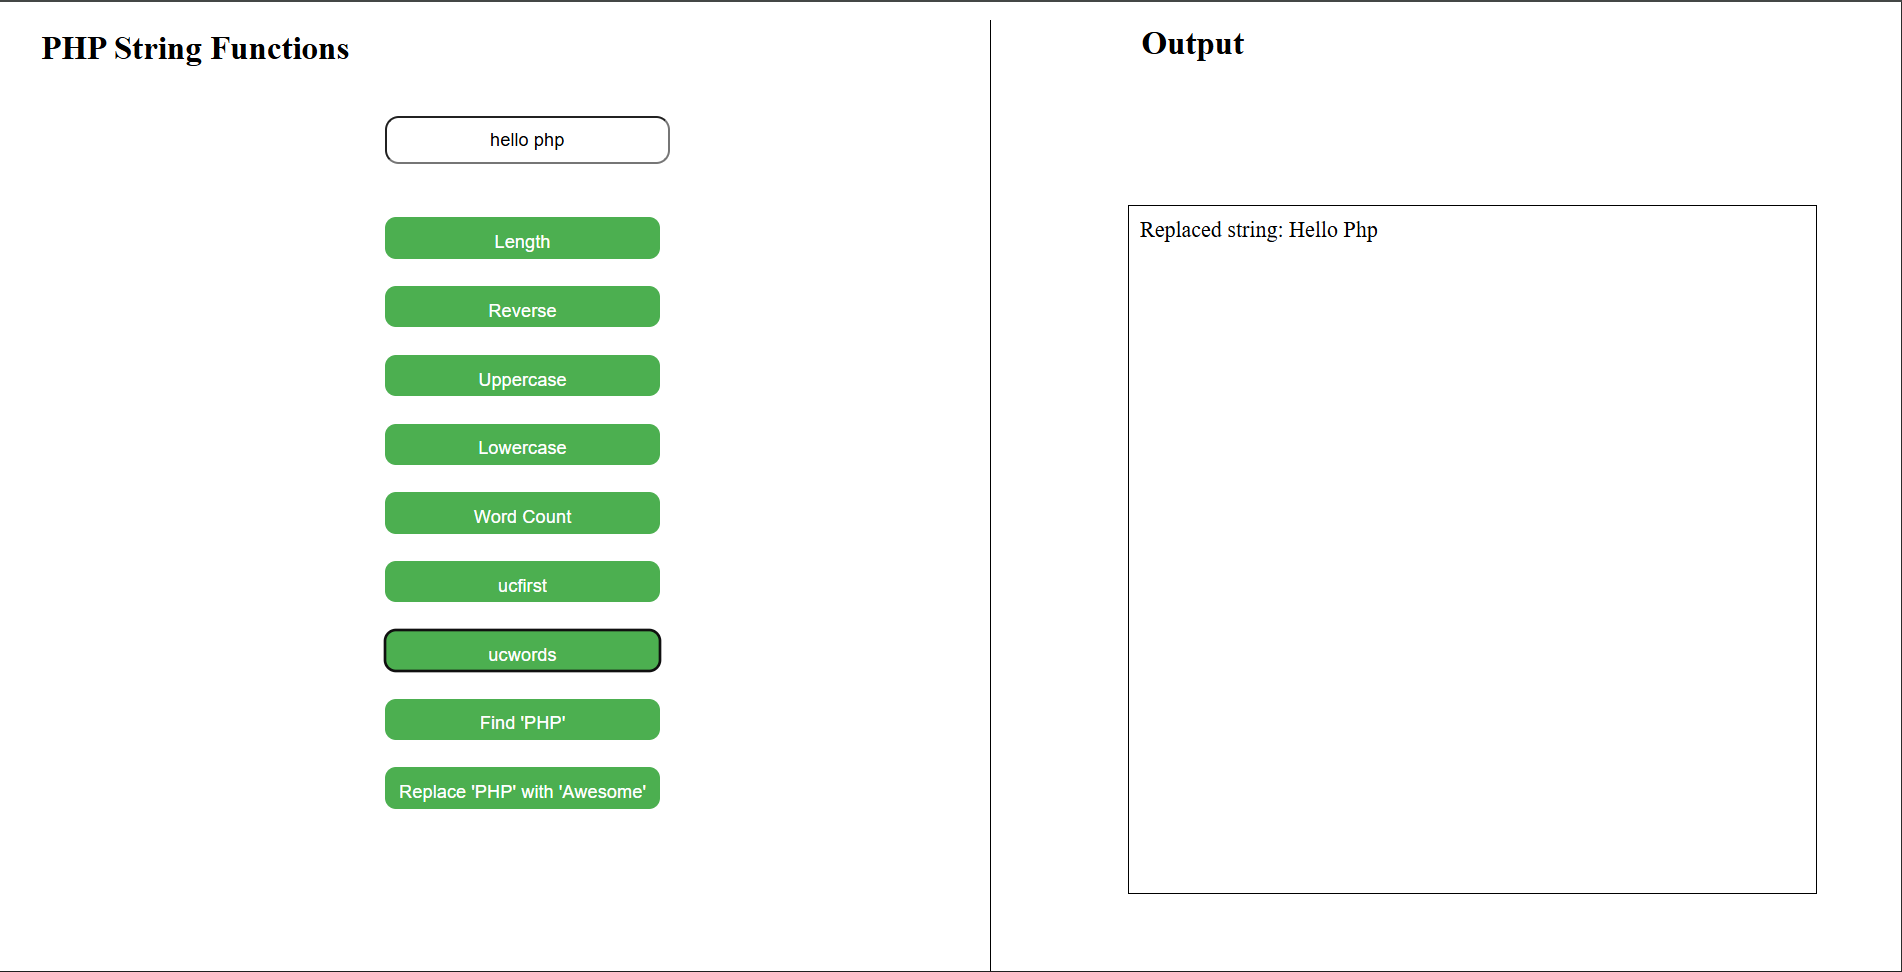 PHP String Functions
hello php
Length
Reverse
Uppercase
Lowercase
Word Count
ucfirst
ucwords
Find 'PHP'
Replace 'PHP' with 'Awesome'
Output
Replaced string: Hello Php